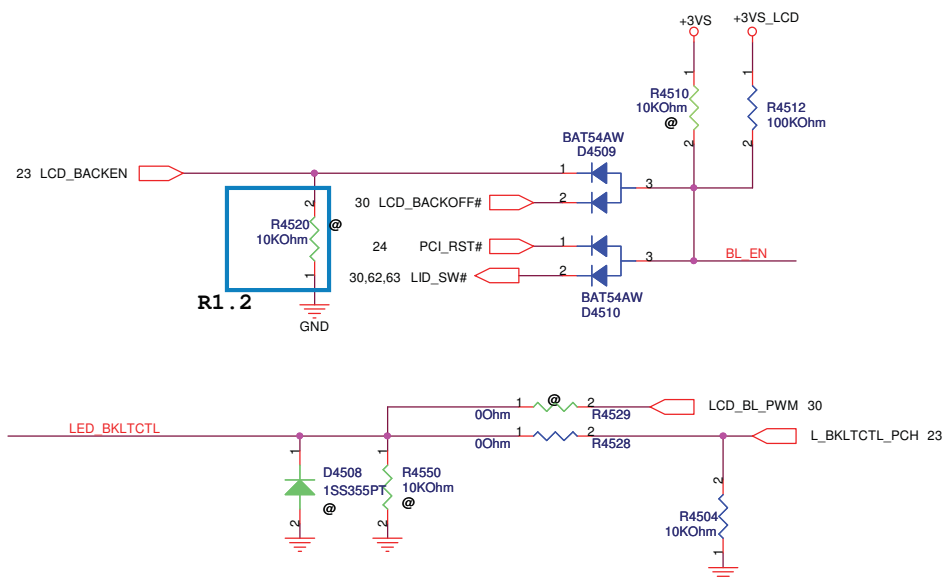 +3VS
+3VS_LCD
1
1
R4510
10KOhm
@
R4512
100KOhm
2
2
BAT54AW
D4509
23 LCD_BACKEN
1
3
30 LCD_BACKOFF#
2
2
R4520
10KOhm
@
1
R1.2
GND
24 PCI_RST#
1
3
BL_EN
30,62,63 LID_SW#
2
BAT54AW
D4510
1
@
2
LCD_BL_PWM 30
0Ohm
R4529
LED_BKLTCTL
1
2
L_BKLTCTL_PCH 23
0Ohm
R4528
1
1
D4508
1SS355PT
@
R4550
10KOhm
@
2
2
2
R4504
10KOhm
1